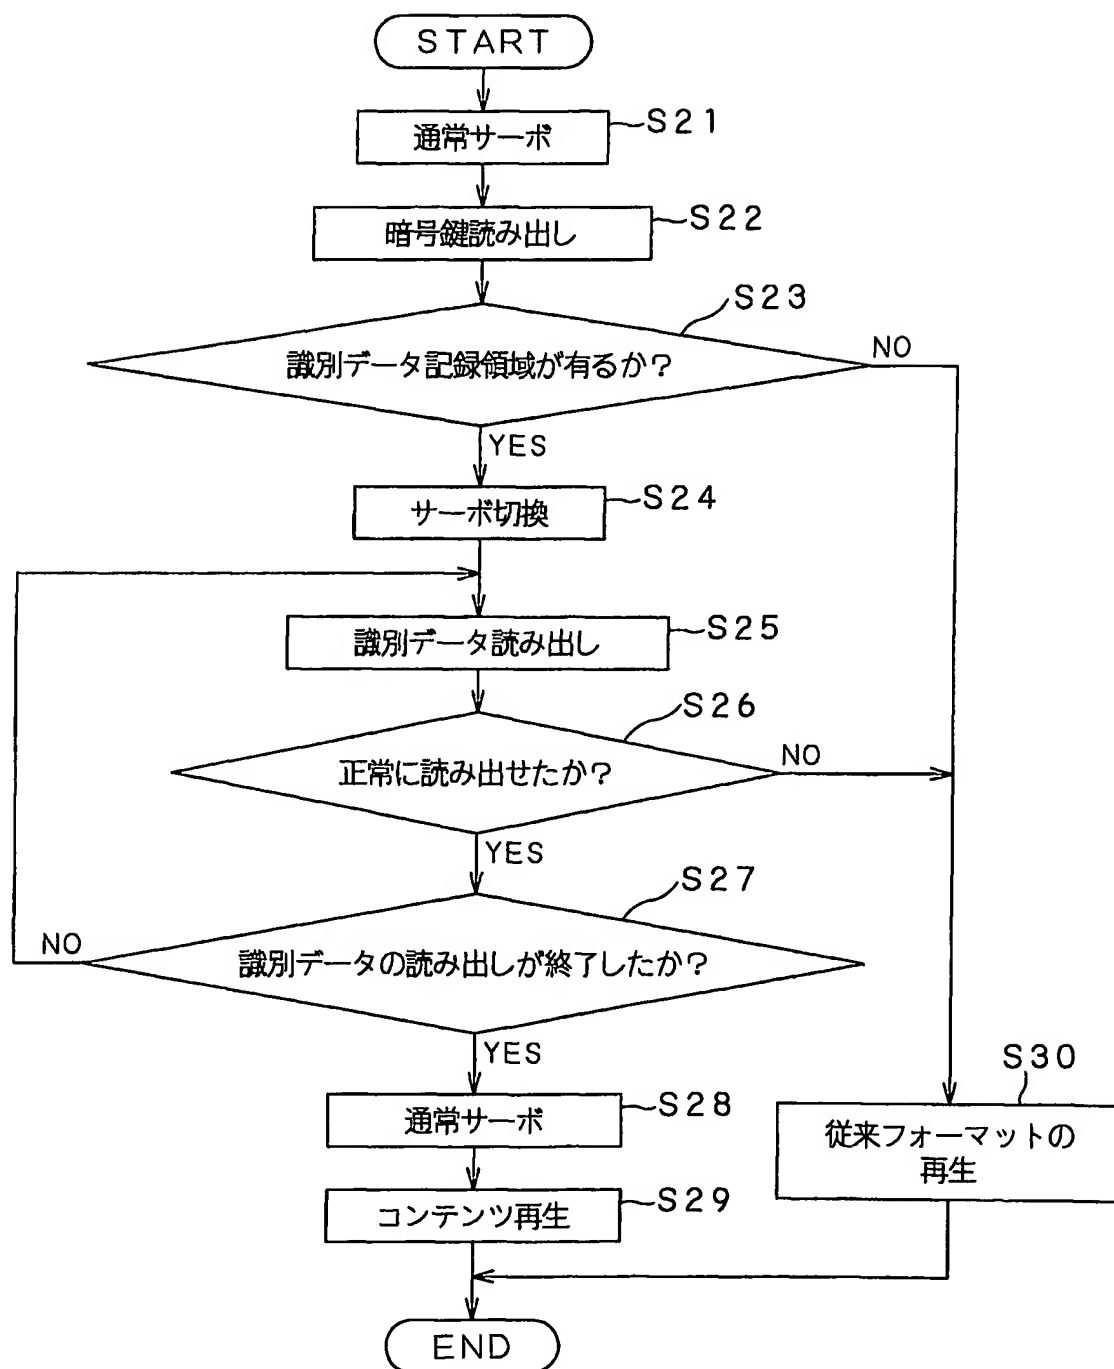 START
通常サーボ
S21
暗号鍵読み出し
S22
S23
識別データ記録領域が有るか?
NO
YES
サーボ切換
S24
識別データ読み出し
S25
S26
正常に読み出せたか?
NO
YES
S27
識別データの読み出しが終了したか?
NO
YES
通常サーボ
S28
コンテンツ再生
S29
S30
従来フォーマットの
再生
END